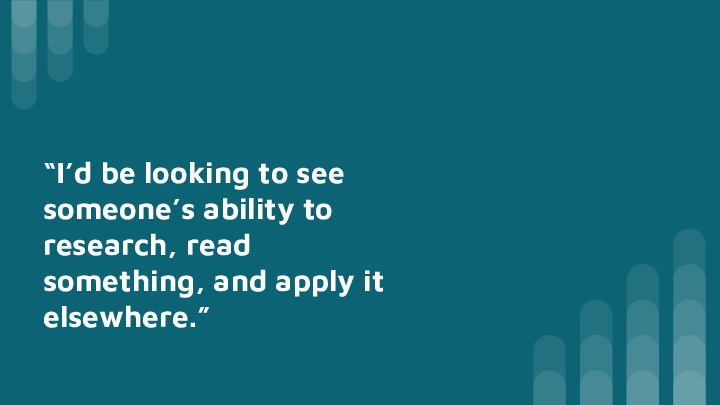 “I’d be looking to see
someone’s ability to
research, read
something, and apply it
elsewhere.”